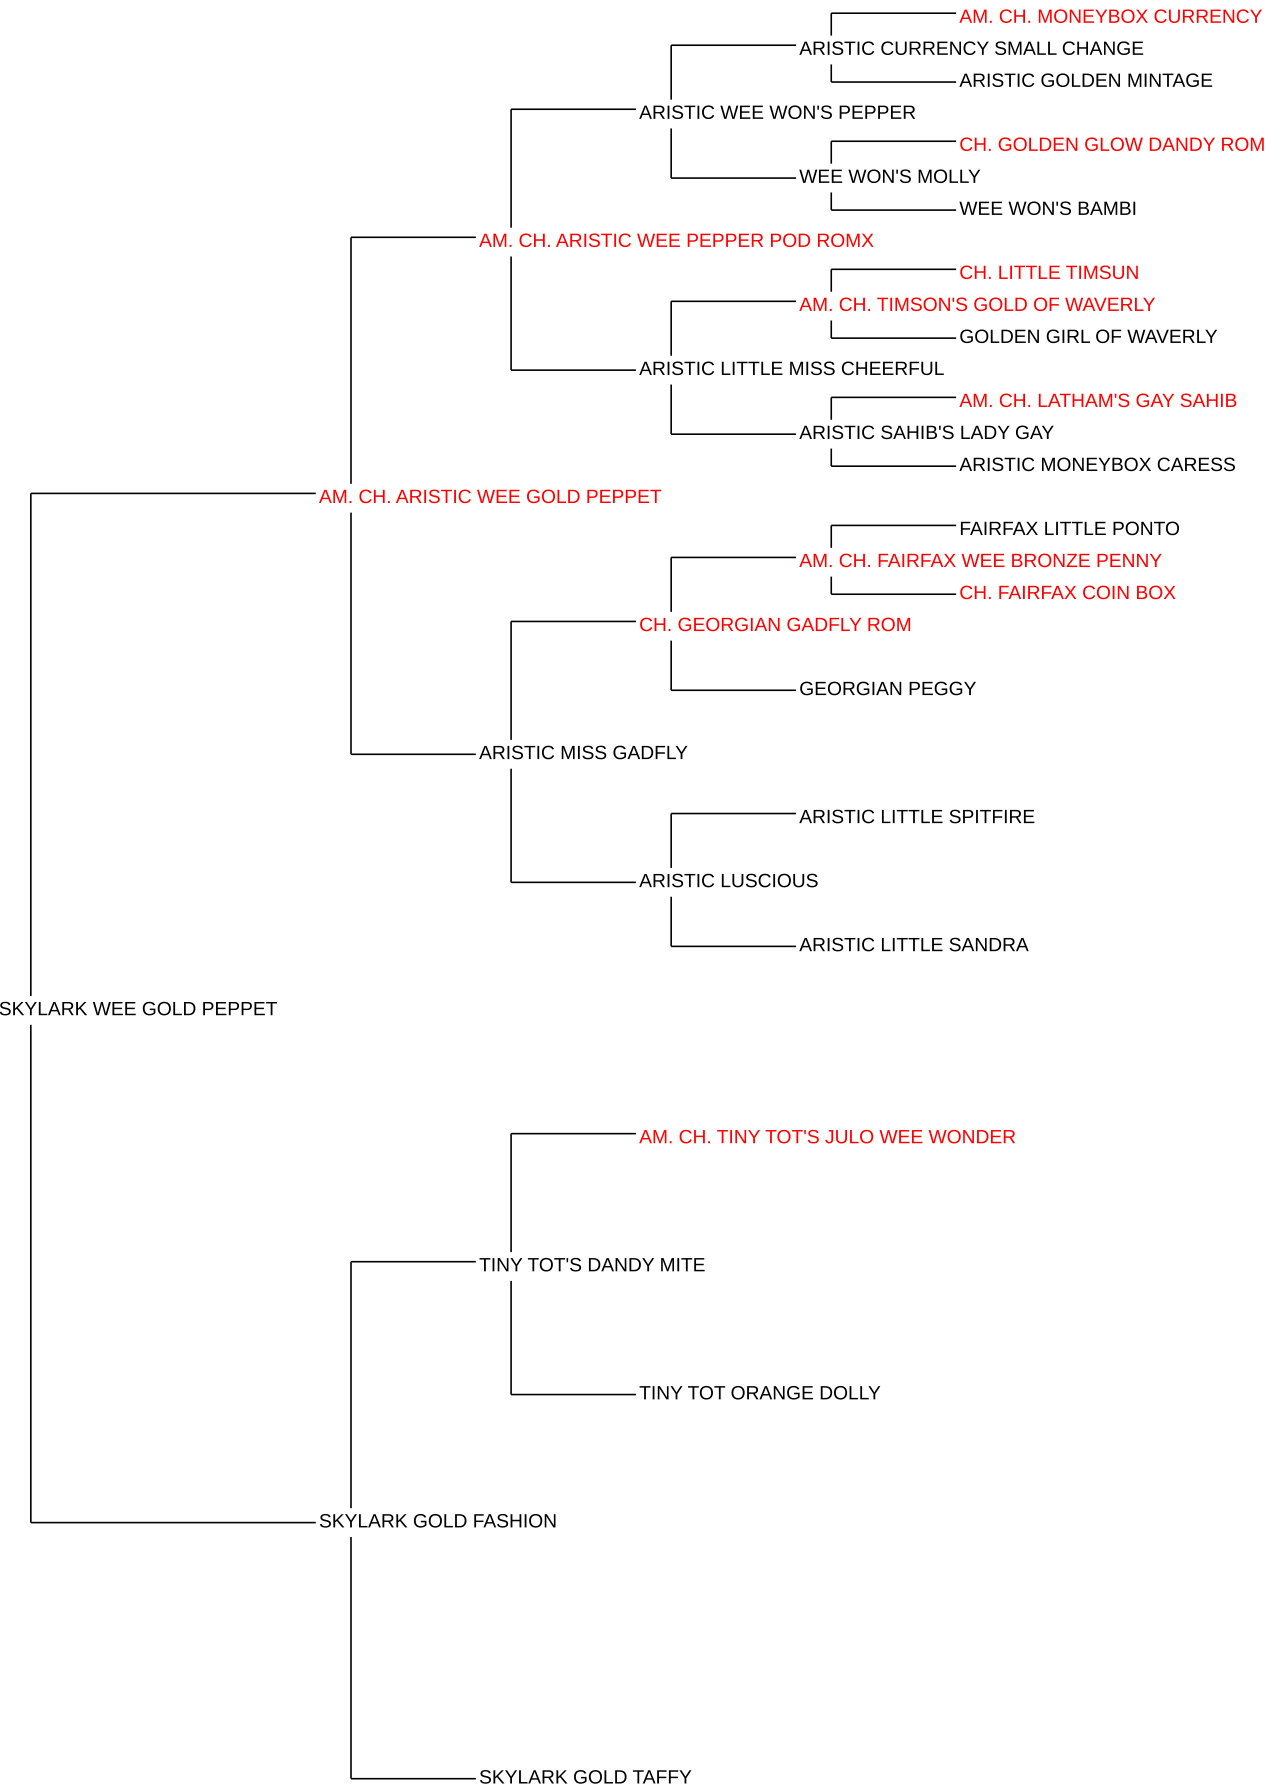 AM. CH. MONEYBOX CURRENCY
ARISTIC CURRENCY SMALL CHANGE
ARISTIC GOLDEN MINTAGE
ARISTIC WEE WON'S PEPPER
CH. GOLDEN GLOW DANDY ROM
WEE WON'S MOLLY
WEE WON'S BAMBI
AM. CH. ARISTIC WEE PEPPER POD ROMX
CH. LITTLE TIMSUN
AM. CH. TIMSON'S GOLD OF WAVERLY
GOLDEN GIRL OF WAVERLY
ARISTIC LITTLE MISS CHEERFUL
AM. CH. LATHAM'S GAY SAHIB
ARISTIC SAHIB'S LADY GAY
ARISTIC MONEYBOX CARESS
AM. CH. ARISTIC WEE GOLD PEPPET
FAIRFAX LITTLE PONTO
AM. CH. FAIRFAX WEE BRONZE PENNY
CH. FAIRFAX COIN BOX
CH. GEORGIAN GADFLY ROM
GEORGIAN PEGGY
ARISTIC MISS GADFLY
ARISTIC LITTLE SPITFIRE
ARISTIC LUSCIOUS
ARISTIC LITTLE SANDRA
SKYLARK WEE GOLD PEPPET
AM. CH. TINY TOT'S JULO WEE WONDER
TINY TOT'S DANDY MITE
TINY TOT ORANGE DOLLY
SKYLARK GOLD FASHION
SKYLARK GOLD TAFFY